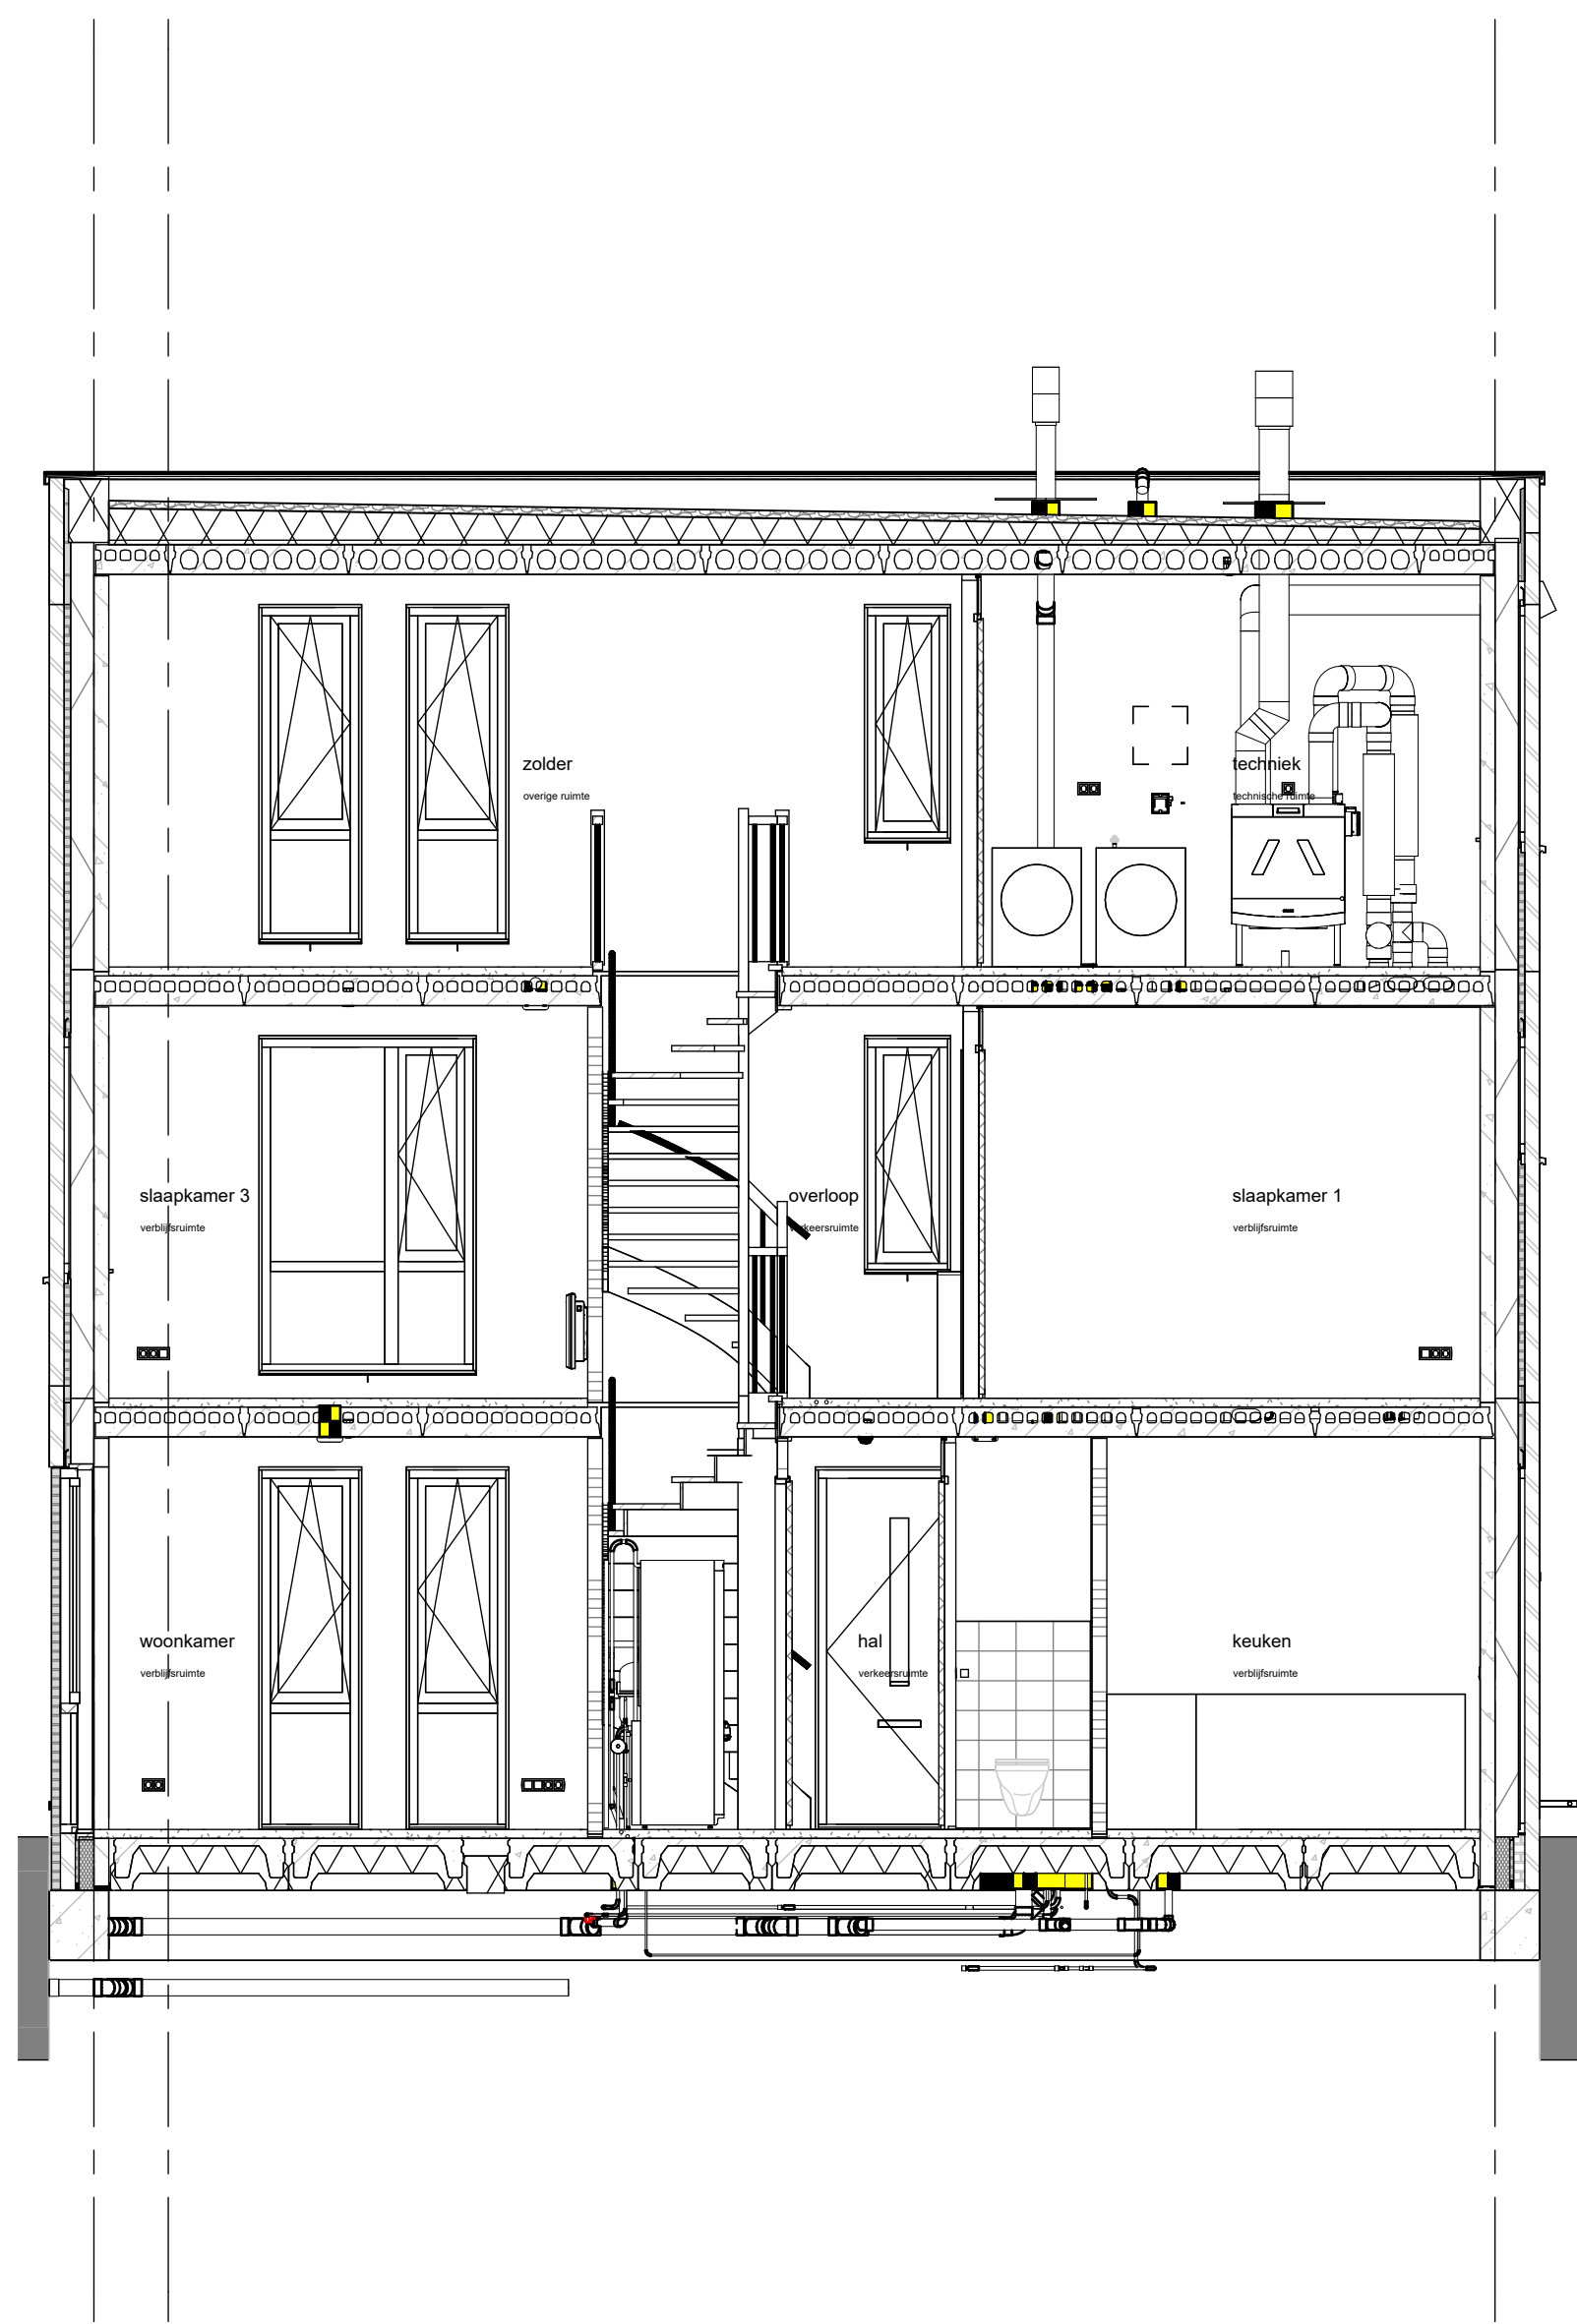 zolder
overige ruimte
techniek
technische ruimte
slaapkamer 3
verblijfsruimte
overloop
verkeersruimte
slaapkamer 1
verblijfsruimte
woonkamer
verblijfsruimte
hal
verkeersruimte
keuken
verblijfsruimte